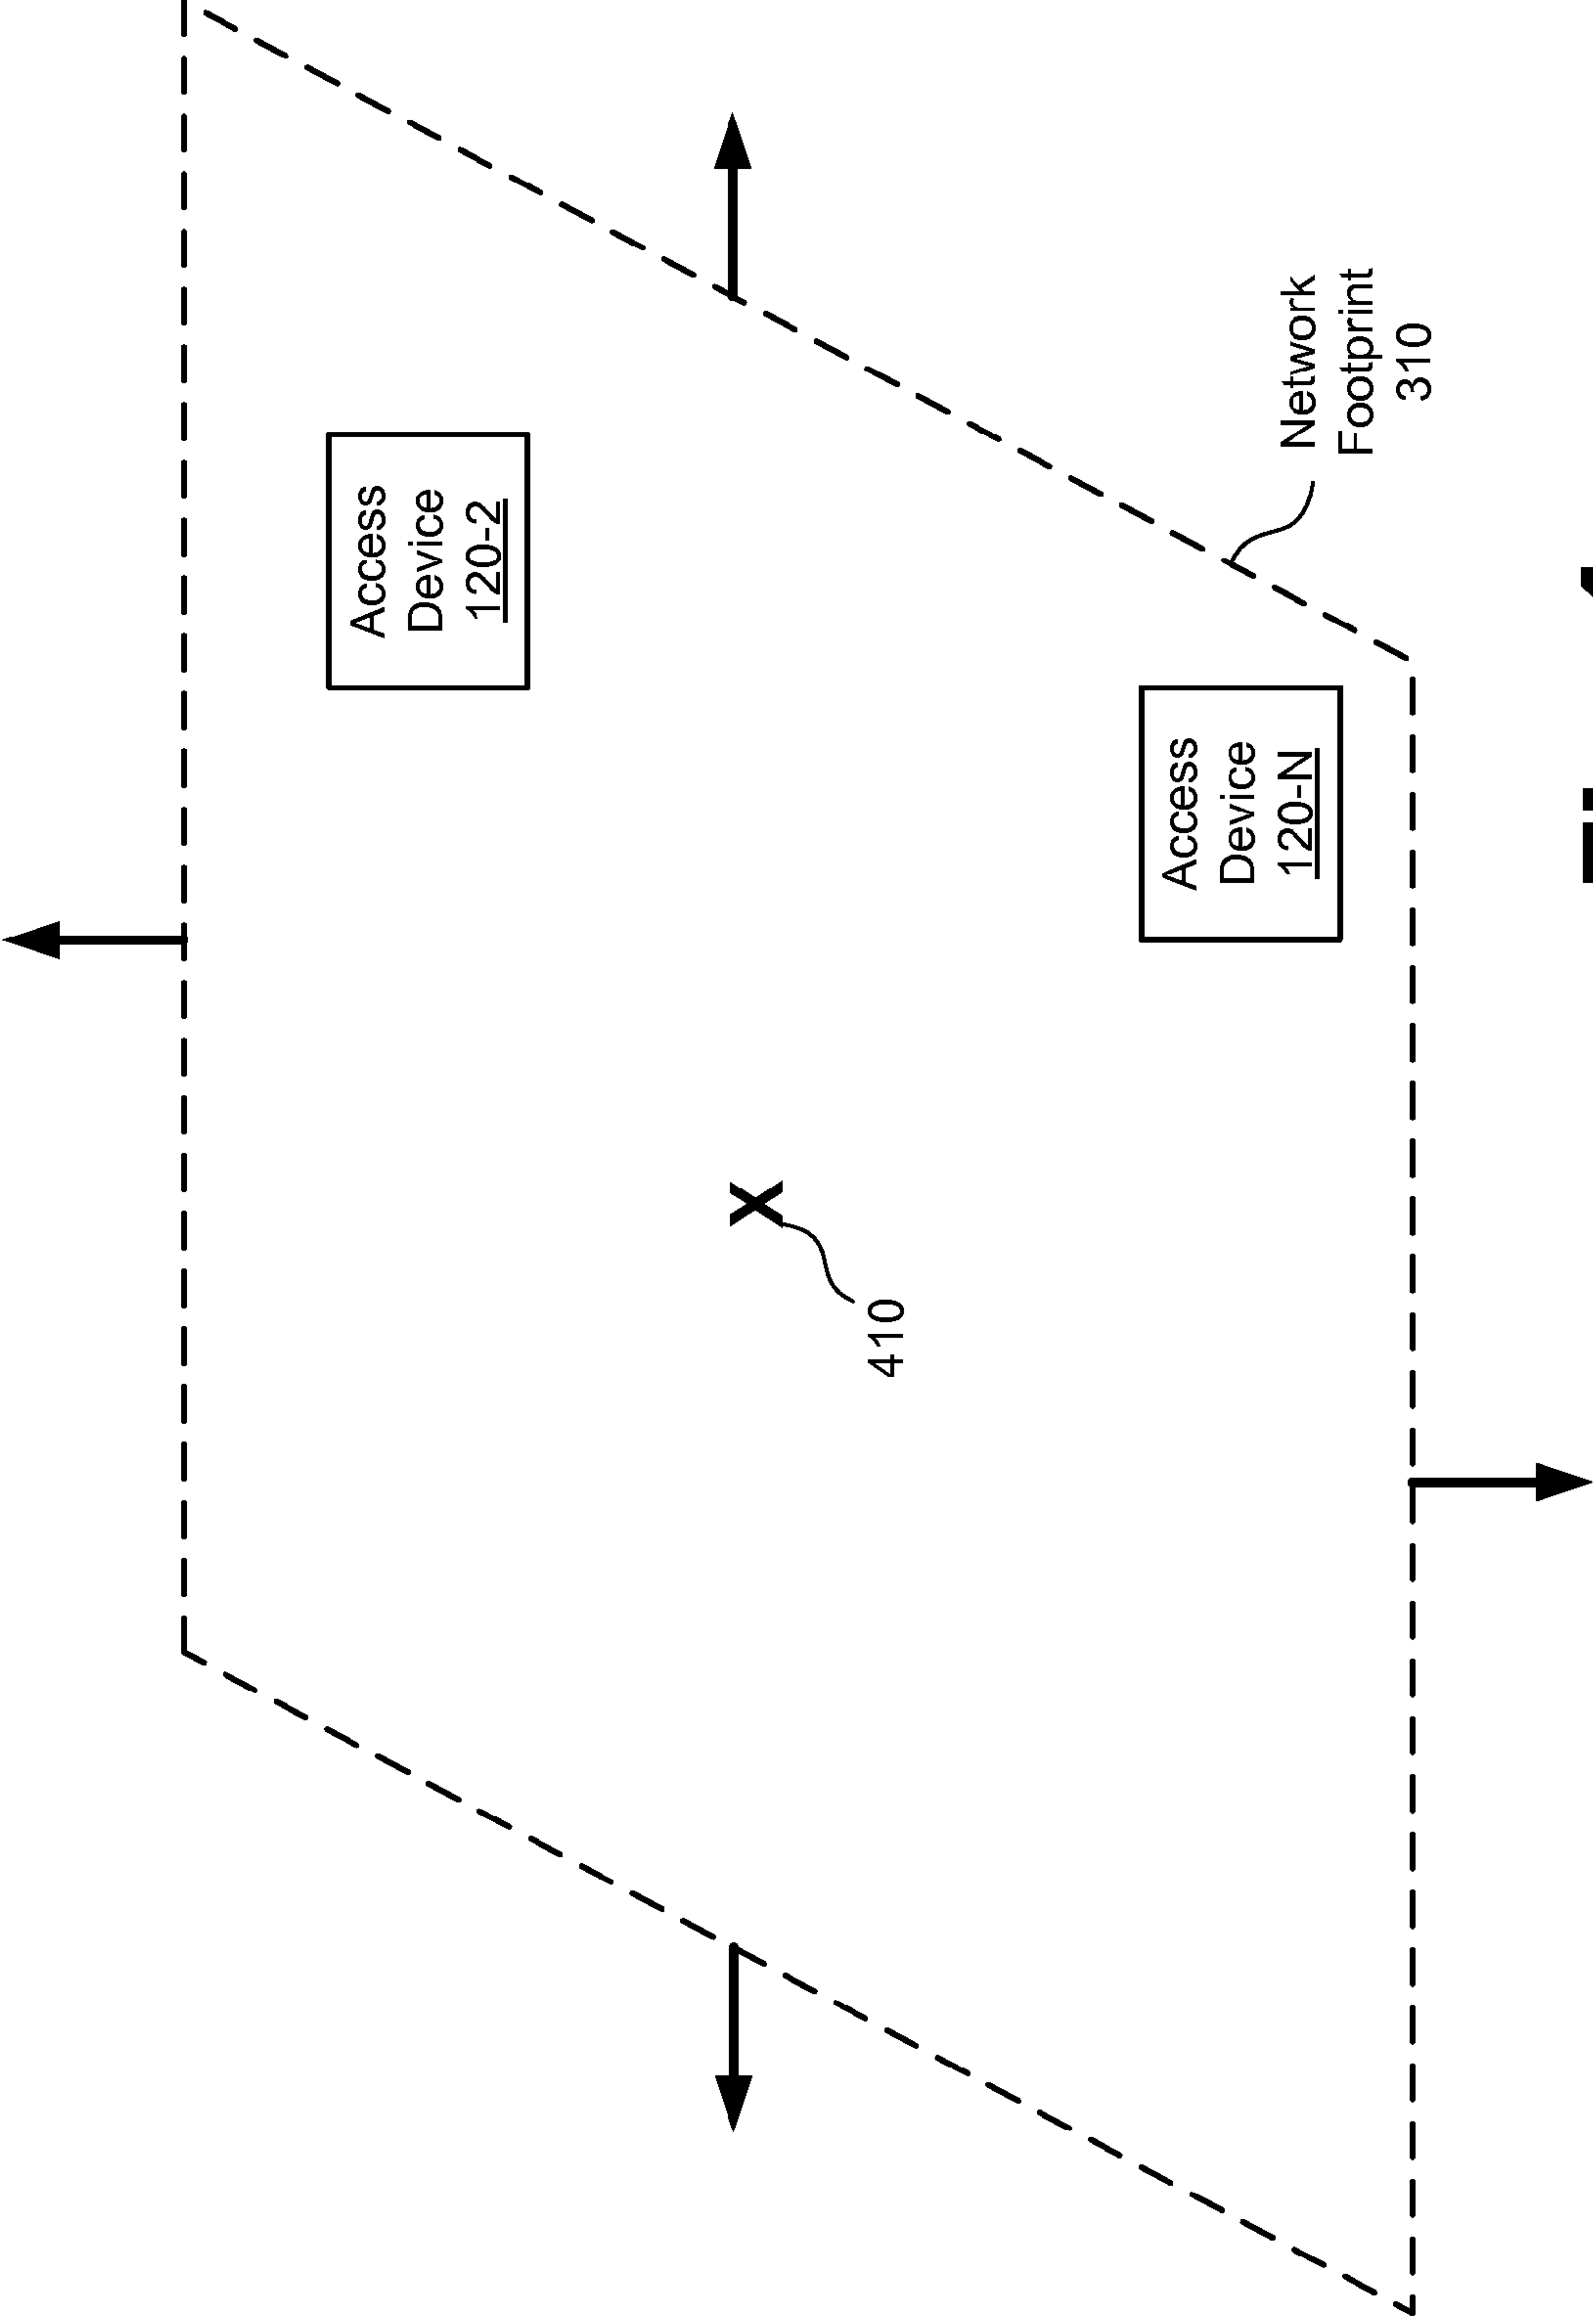 Access
Device
120-2
Access
Device
120-N
Network
Footprint
310
X
410